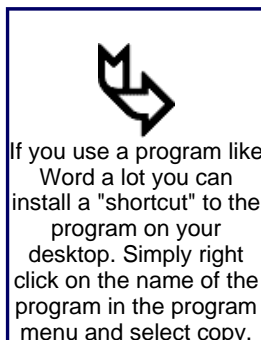 If you use a program like
Word a lot you can
install a "shortcut" to the
program on your
desktop. Simply right
click on the name of the
program in the program
menu and select copy.